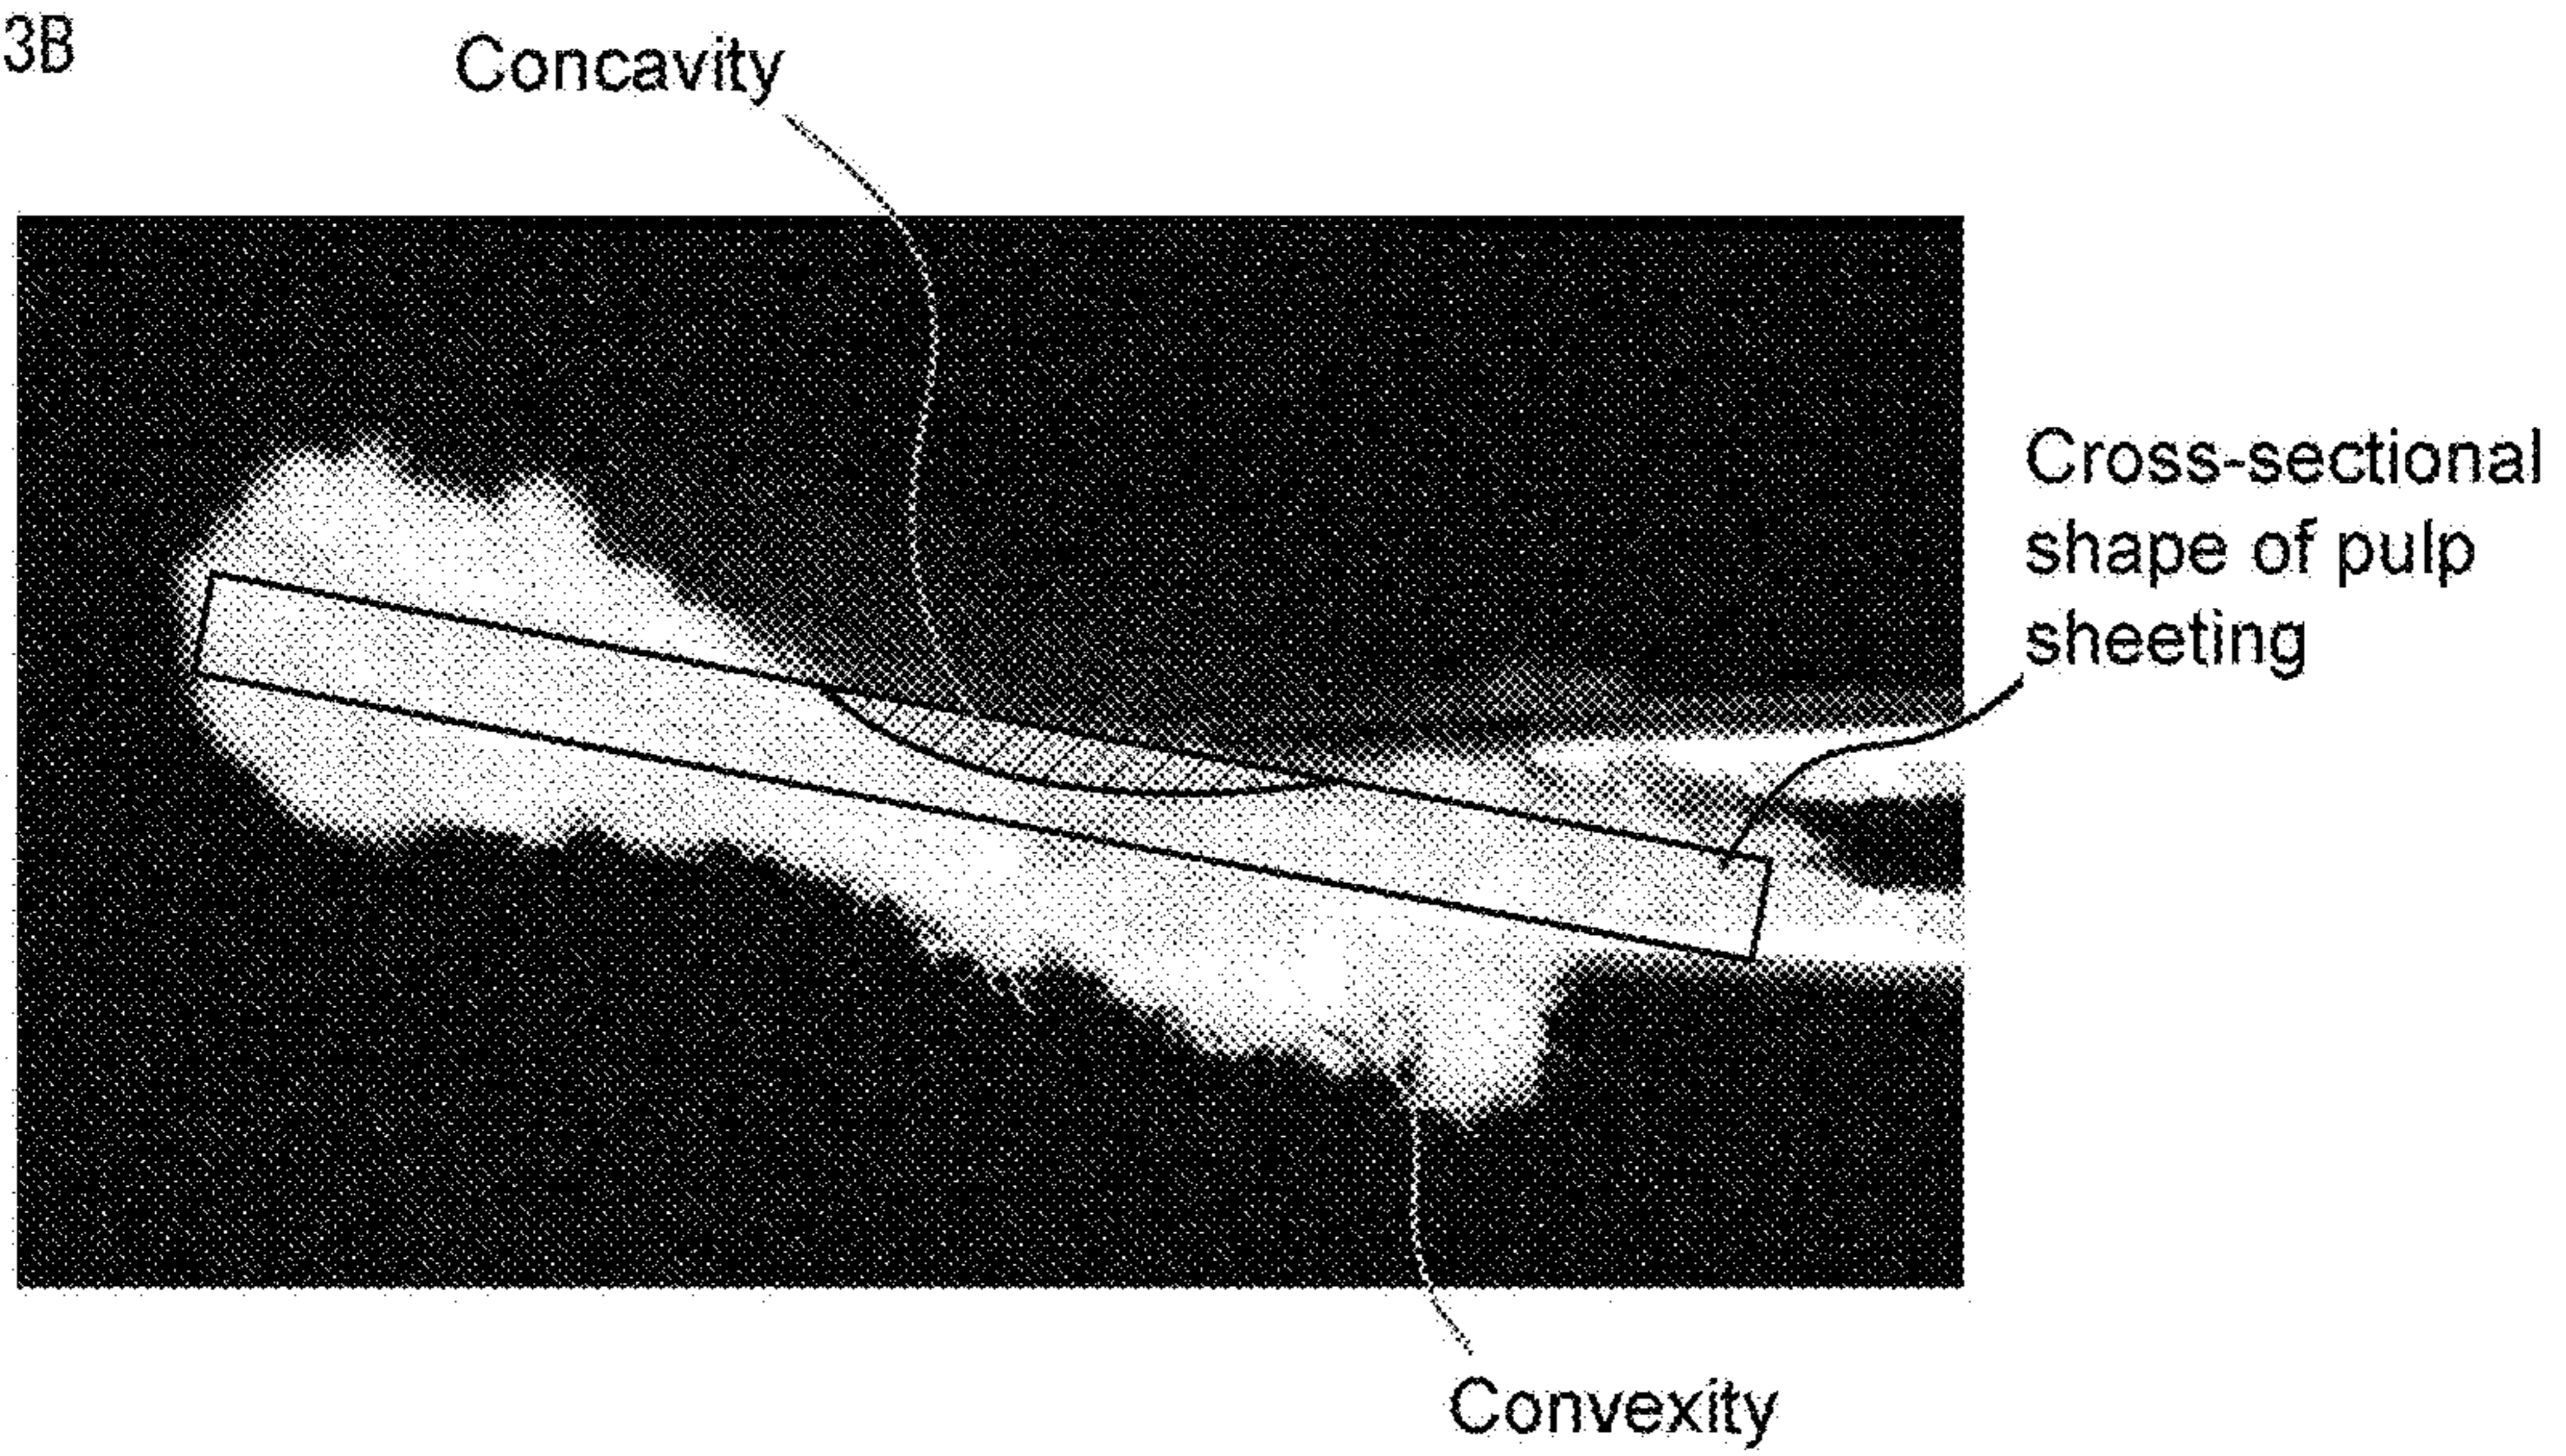 3B
Concavity
Cross-sectional
shape of pulp
sheeting
Convexity